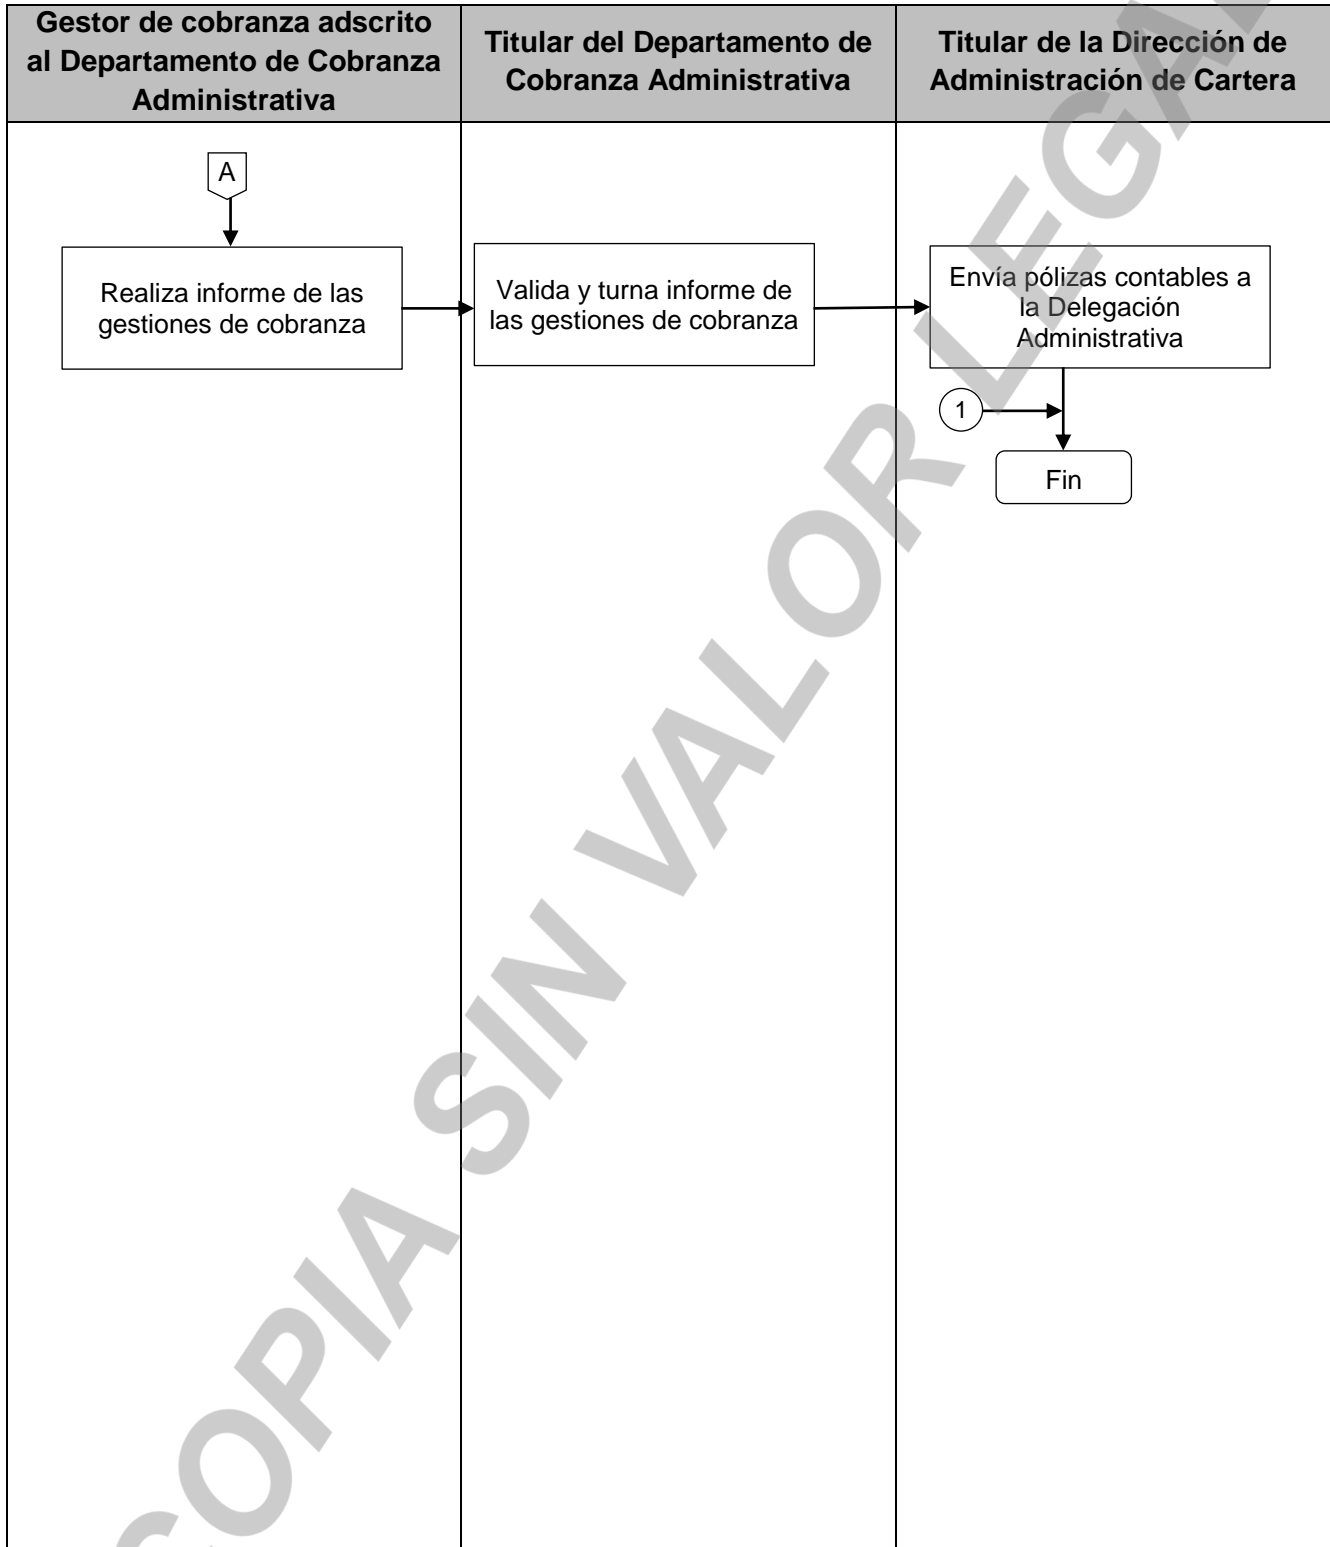 Gestor de cobranza adscrito
al Departamento de Cobranza
Administrativa
Titular del Departamento de
Cobranza Administrativa
Titular de la Dirección de
Administración de Cartera
A
Realiza informe de las
gestiones de cobranza
Valida y turna informe de
las gestiones de cobranza
Envía pólizas contables a
la Delegación
Administrativa
1
Fin
COPIA SIN VALOR LEGAL